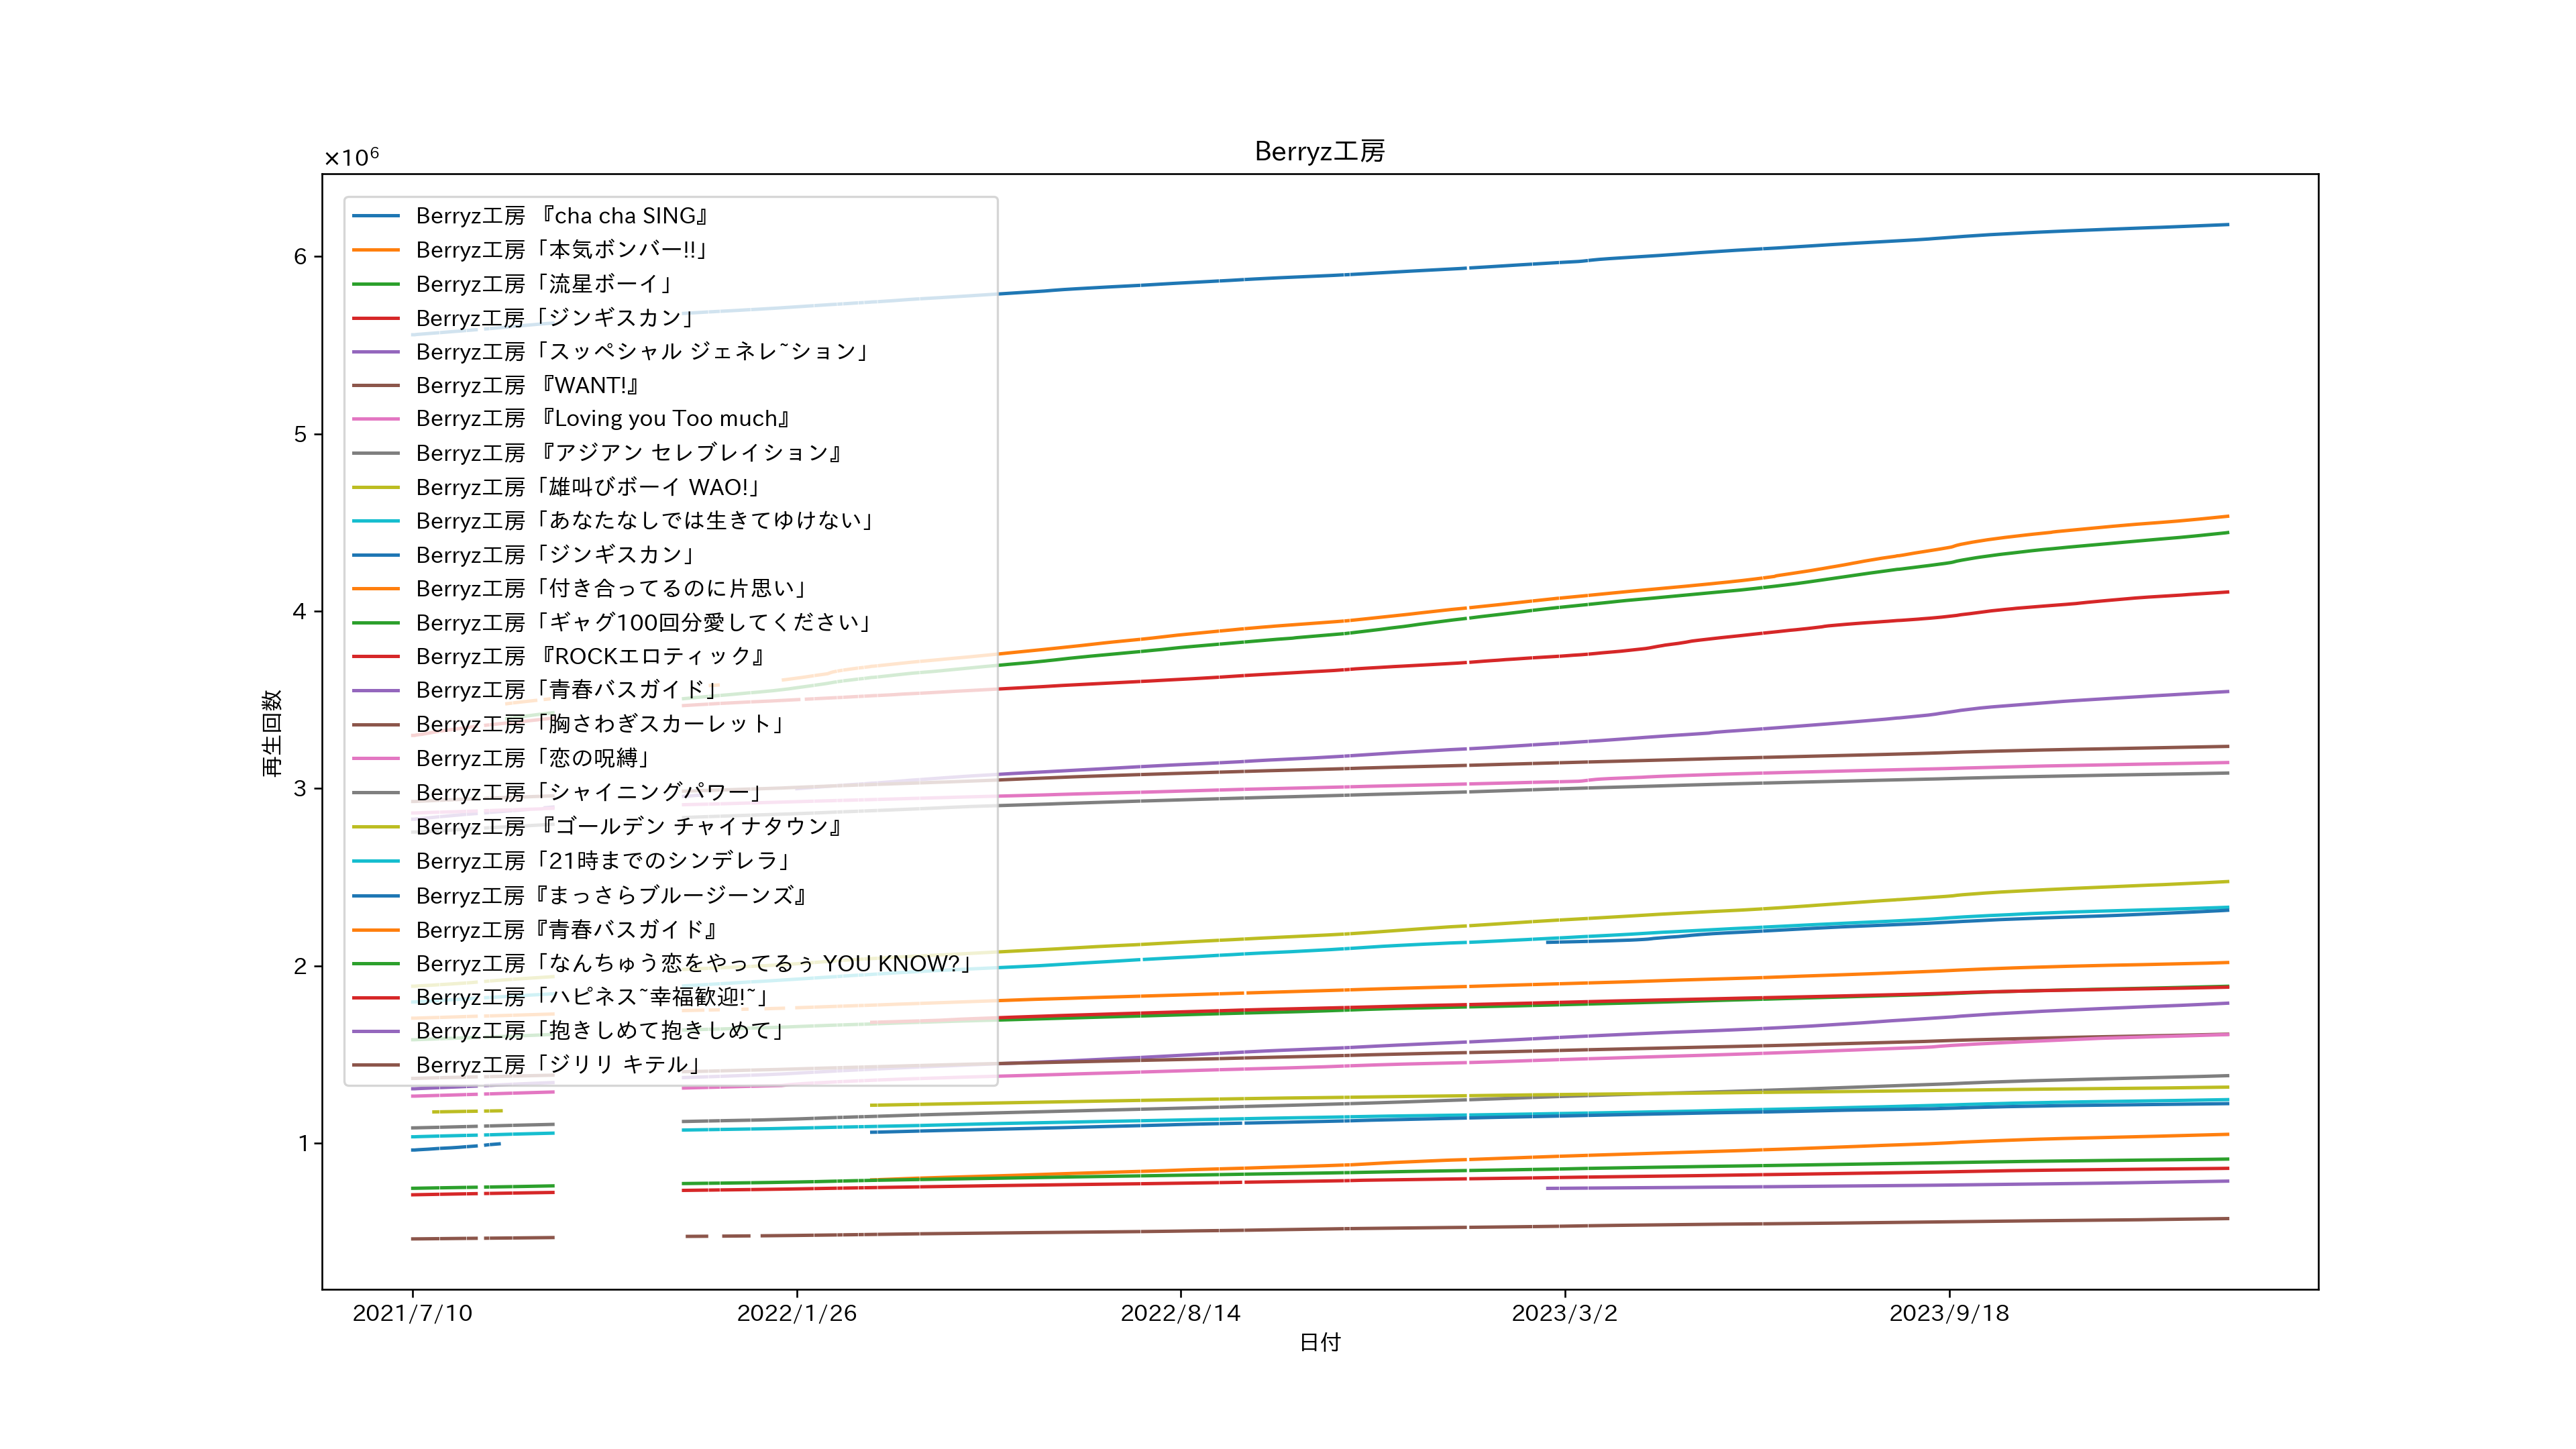 Berryz工房
×10⁶
Berryz工房 『cha cha SING』
Berryz工房「本気ボンバー!!」
Berryz工房「流星ボーイ」
Berryz工房「ジンギスカン」
Berryz工房「スッペシャル ジェネレ~ション」
Berryz工房 『WANT!』
Berryz工房 『Loving you Too much』
Berryz工房 『アジアン セレブレイション』
Berryz工房「雄叫びボーイ WAO!」
Berryz工房「あなたなしでは生きてゆけない」
Berryz工房「ジンギスカン」
Berryz工房「付き合ってるのに片思い」
Berryz工房「ギャグ100回分愛してください」
Berryz工房 『ROCKエロティック』
Berryz工房「青春バスガイド」
Berryz工房「胸さわぎスカーレット」
Berryz工房「恋の呪縛」
Berryz工房「シャイニングパワー」
Berryz工房 『ゴールデン チャイナタウン』
Berryz工房「21時までのシンデレラ」
Berryz工房『まっさらブルージーンズ』
Berryz工房『青春バスガイド』
Berryz工房「なんちゅう恋をやってるぅ YOU KNOW?」
Berryz工房「ハピネス~幸福歓迎!~」
Berryz工房「抱きしめて抱きしめて」
Berryz工房「ジリリ キテル」
6
5
4
3
2
1
再生回数
2021/7/10
2022/1/26
2022/8/14
2023/3/2
2023/9/18
日付